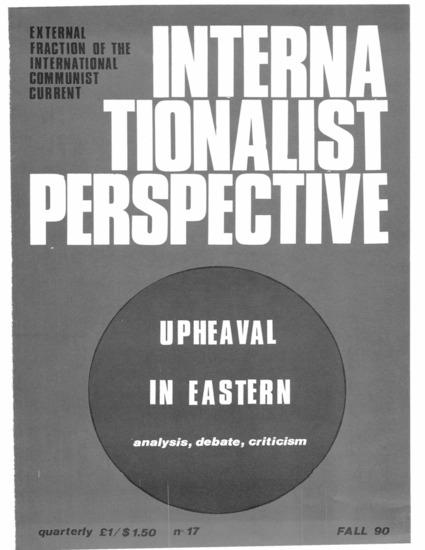 EXTERNAL
FRACTION OF THE
INTERNATIONAL
COMMUNIST
CURRENT
INTERNA
TIONALIST
PERSPECTIVE
UPHEAVAL
IN EASTERN
analysis, debate, criticism
quarterly £1/$1.50 n° 17 FALL 90